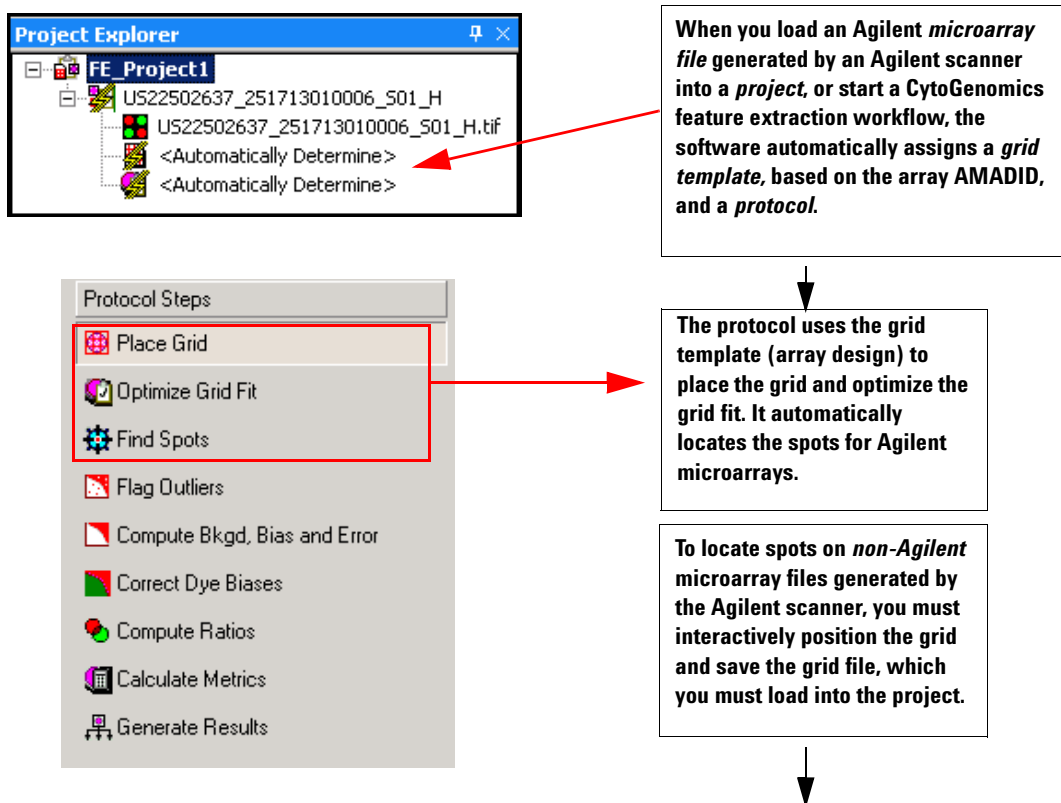 Project Explorer
FE_Project1
US22502637_251713010006_S01_H
US22502637_251713010006_S01_H.tif
<Automatically Determine>
<Automatically Determine>
When you load an Agilent microarray
file generated by an Agilent scanner
into a project, or start a CytoGenomics
feature extraction workflow, the
software automatically assigns a grid
template, based on the array AMADID,
and a protocol.
Protocol Steps
Place Grid
Optimize Grid Fit
Find Spots
Flag Outliers
Compute Bkgd, Bias and Error
Correct Dye Biases
Compute Ratios
Calculate Metrics
Generate Results
The protocol uses the grid
template (array design) to
place the grid and optimize the
grid fit. It automatically
locates the spots for Agilent
microarrays.
To locate spots on non-Agilent
microarray files generated by
the Agilent scanner, you must
interactively position the grid
and save the grid file, which
you must load into the project.